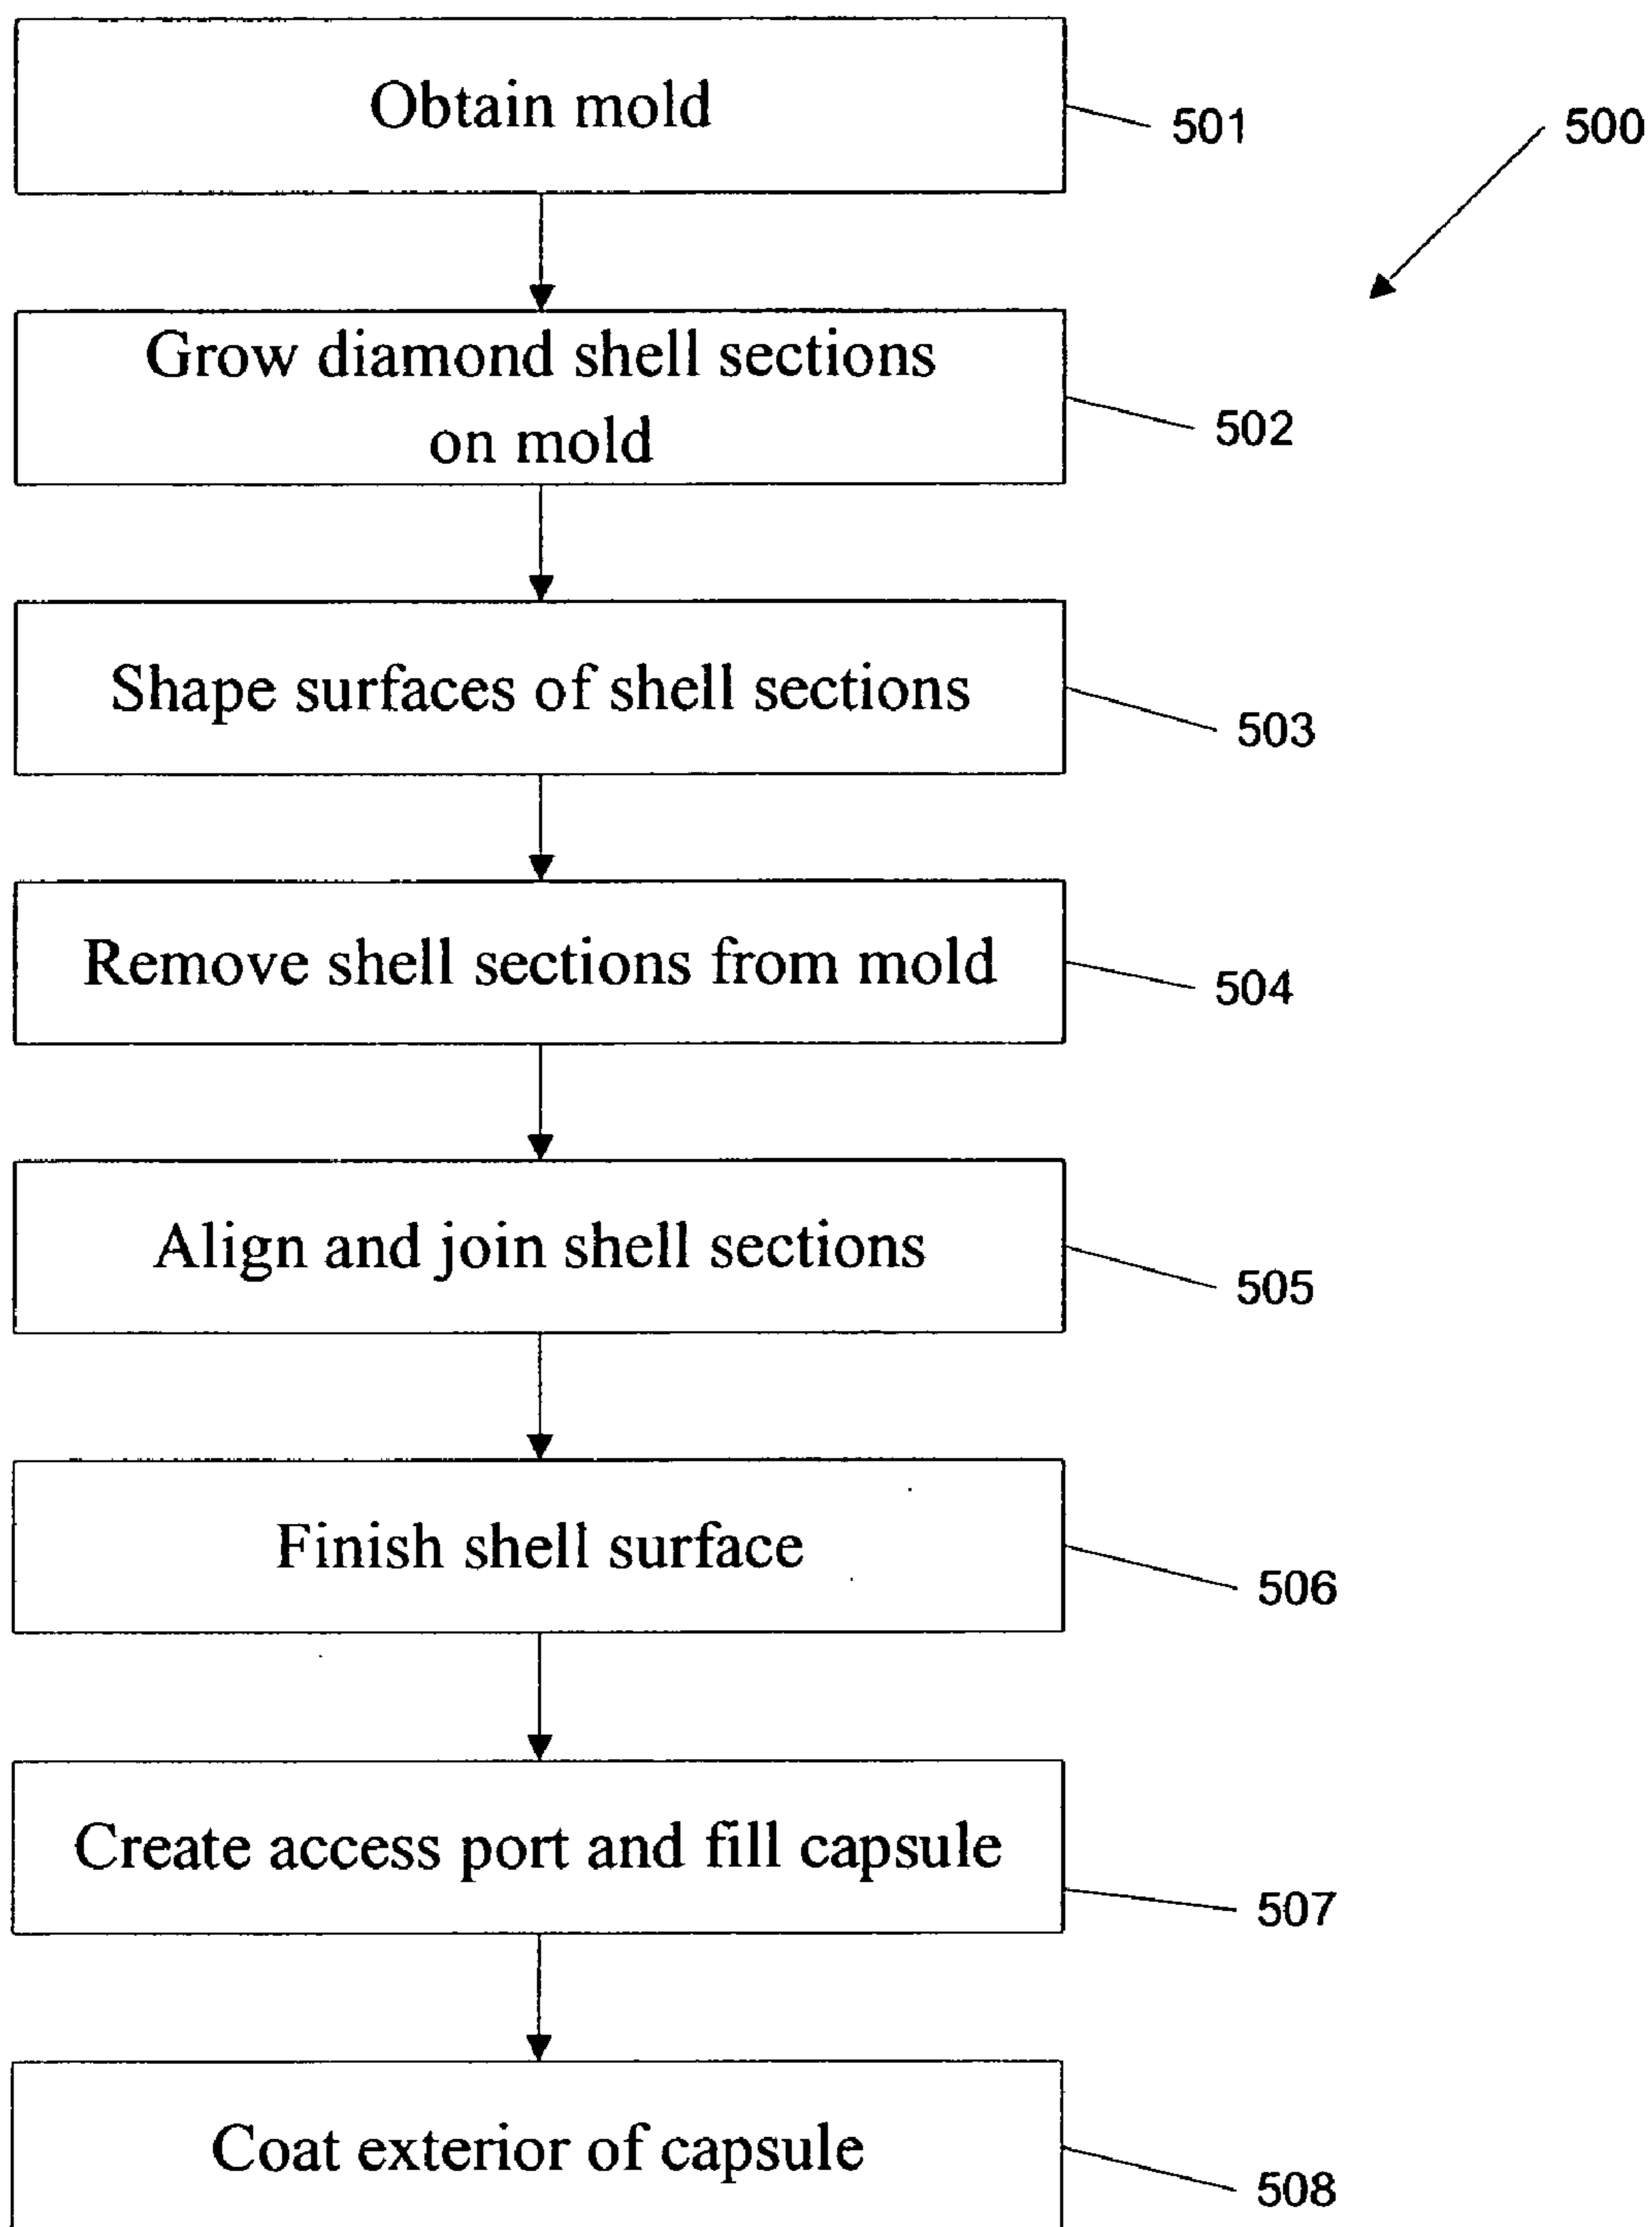 Obtain mold
501
500
Grow diamond shell sections
on mold
502
Shape surfaces of shell sections
503
Remove shell sections from mold
504
Align and join shell sections
505
Finish shell surface
506
Create access port and fill capsule
507
Coat exterior of capsule
508